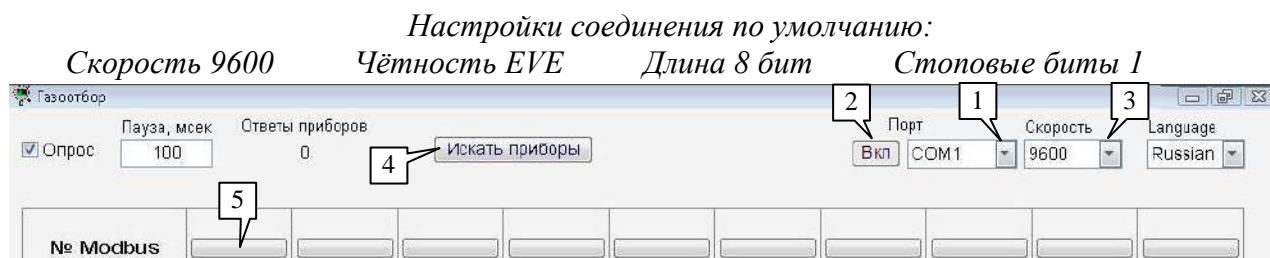 Настройки соединения по умолчанию:
Скорость 9600 Чётность EVE Длина 8 бит Стоповые биты 1
Газоотбор
2 1 3
Пауза, мсек Ответы приборов Порт Скорость Language
Опрос 100 0 Искать приборы Вкл COM1 9600 Russian
4
5
№ Modbus